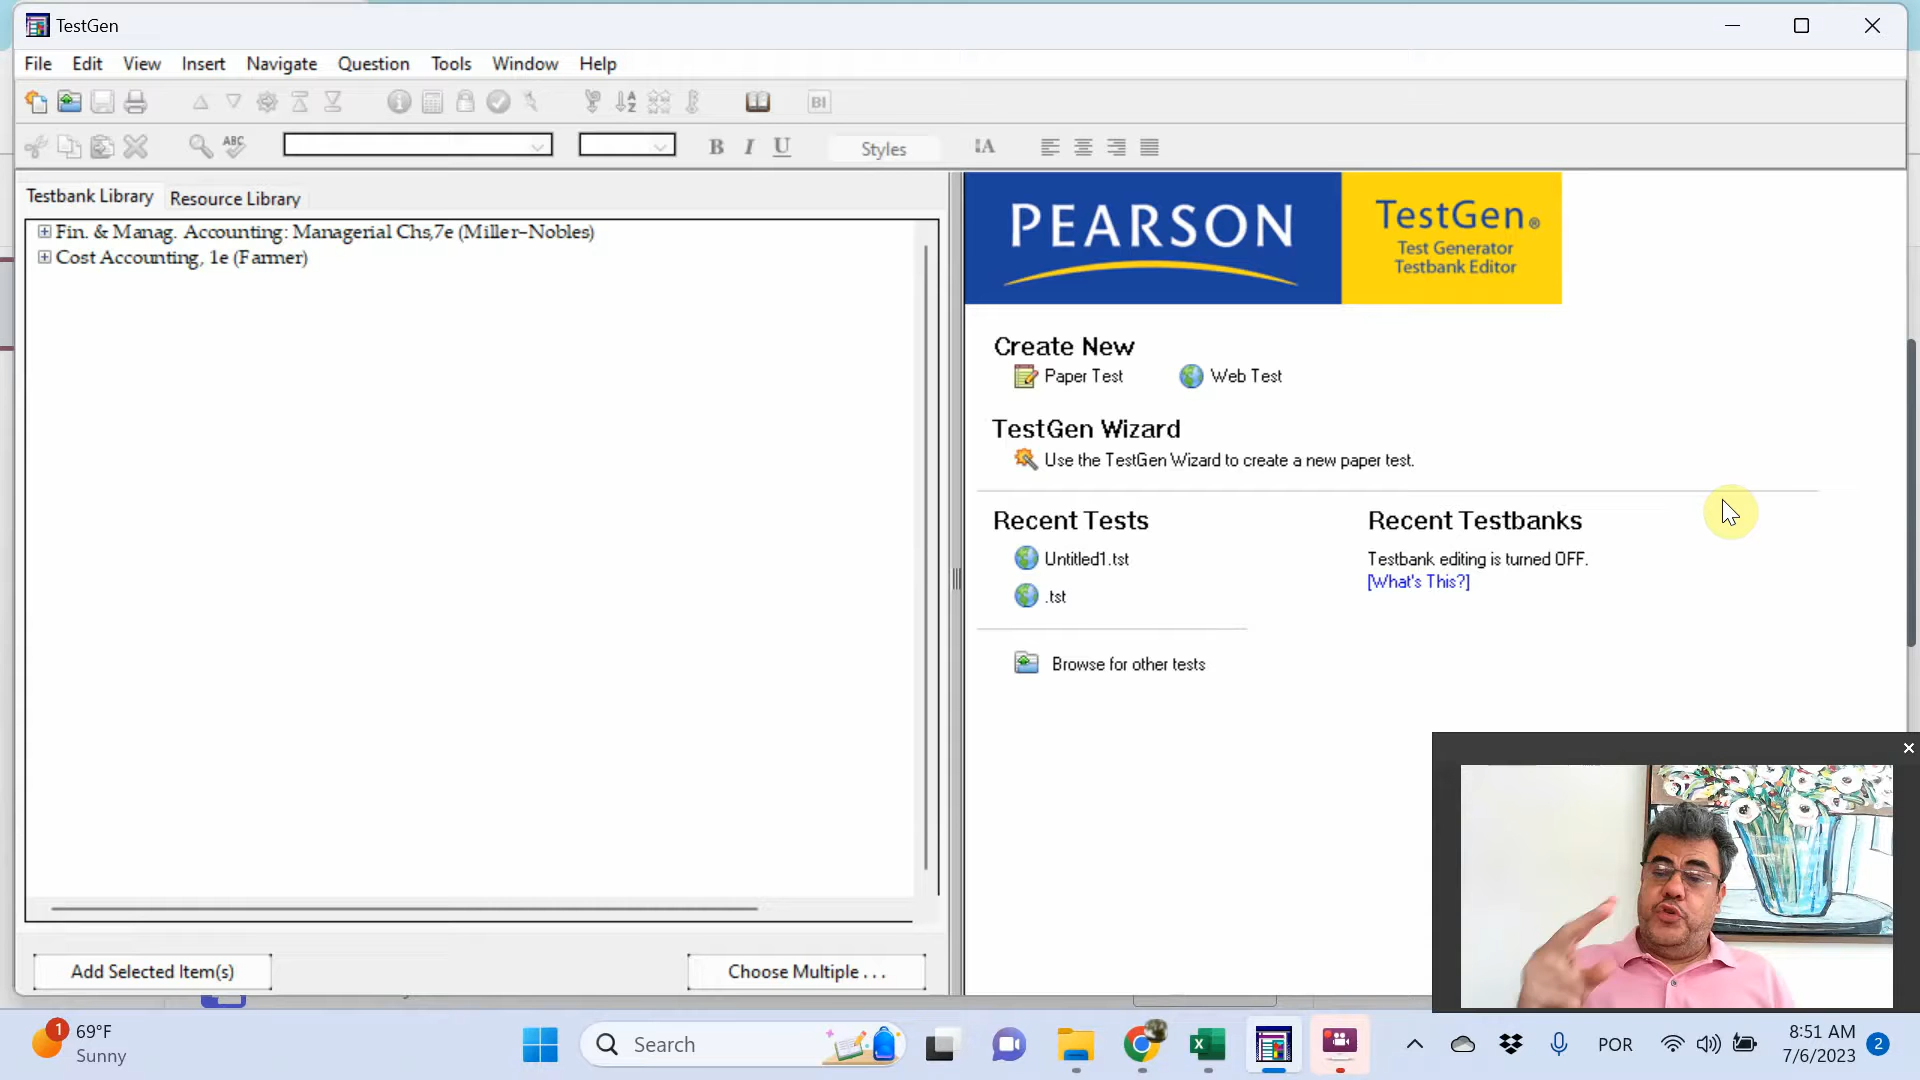 TestGen
File Edit View Insert Navigate Question Tools Window Help
BI
ABC
B I U Styles IA
Testbank Library Resource Library
Fin. & Manag. Accounting: Managerial Chs,7e (Miller-Nobles)
Cost Accounting, 1e (Farmer)
Add Selected Item(s) Choose Multiple . . .
PEARSON
TestGen®
Test Generator
Testbank Editor
Create New
Paper Test Web Test
TestGen Wizard
Use the TestGen Wizard to create a new paper test.
Recent Tests
Untitled1.tst
.tst
Browse for other tests
Recent Testbanks
Testbank editing is turned OFF.
[What's This?]
1 69°F
Sunny
Search
POR
8:51 AM
7/6/2023
2